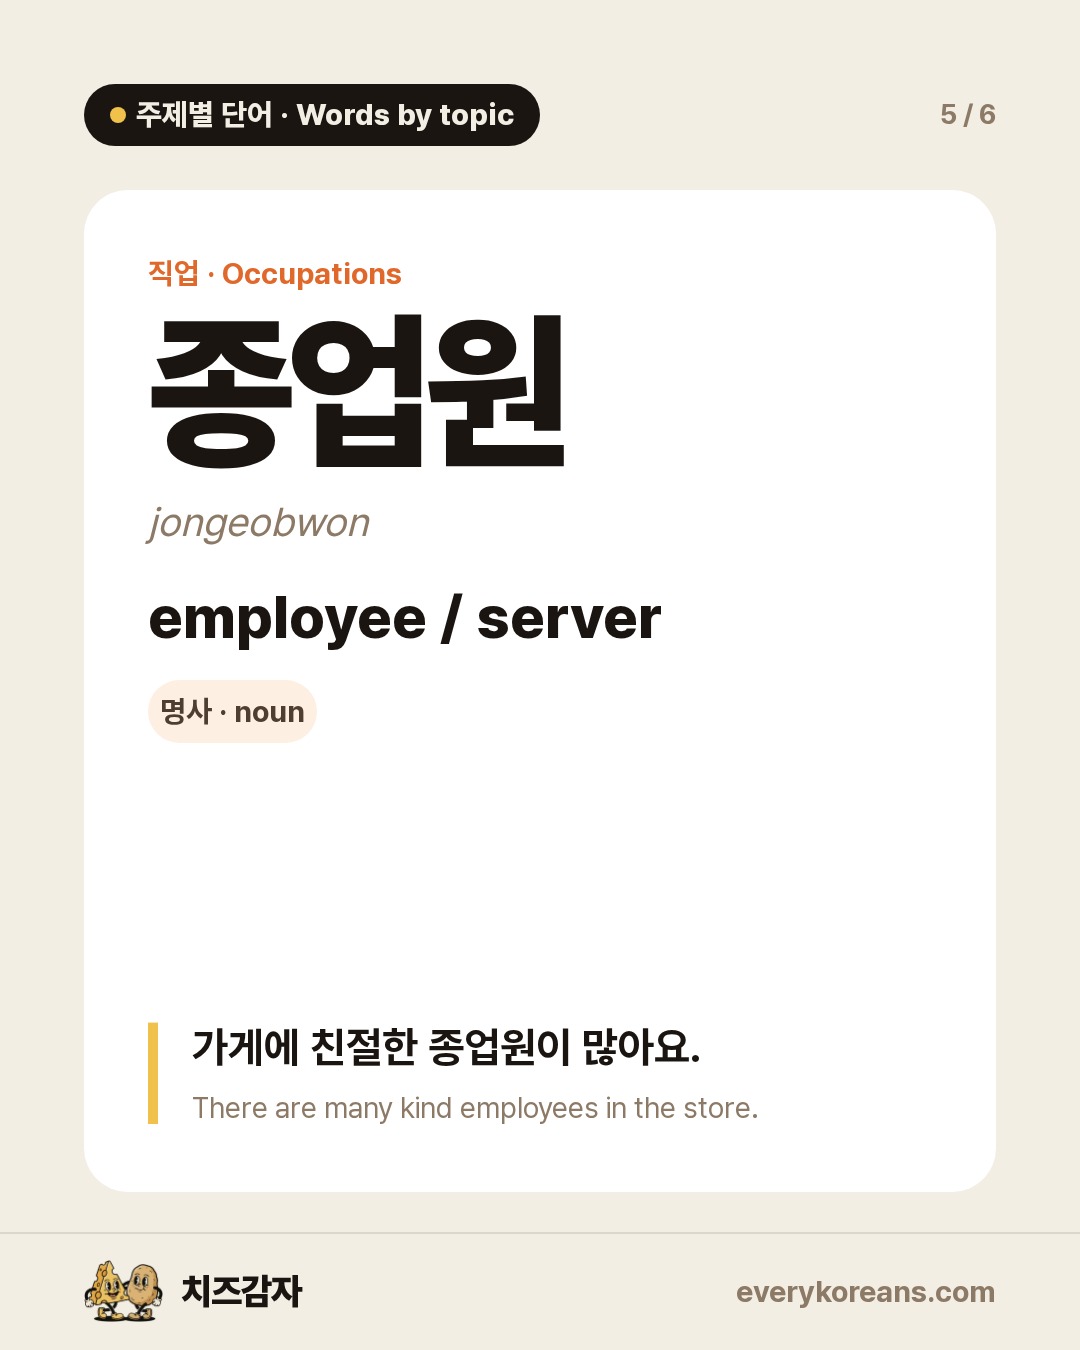 주제별 단어 · Words by topic
5 / 6
직업 · Occupations
종업원
jongeobwon
employee / server
명사 · noun
가게에 친절한 종업원이 많아요.
There are many kind employees in the store.
치즈감자
everykoreans.com